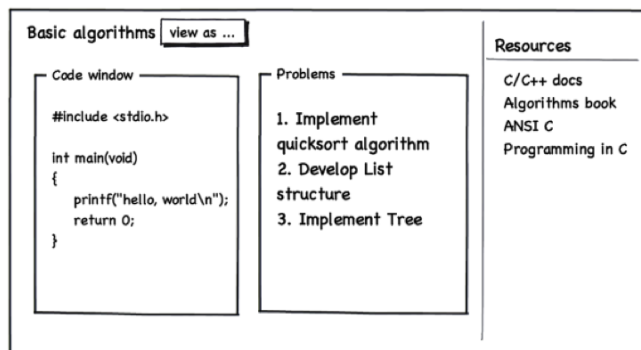 Basic algorithms
view as ...
Code window
#include <stdio.h>
int main(void)
{
printf("hello, world\n");
return 0;
}
Problems
1. Implement
quicksort algorithm
2. Develop List
structure
3. Implement Tree
Resources
C/C++ docs
Algorithms book
ANSI C
Programming in C